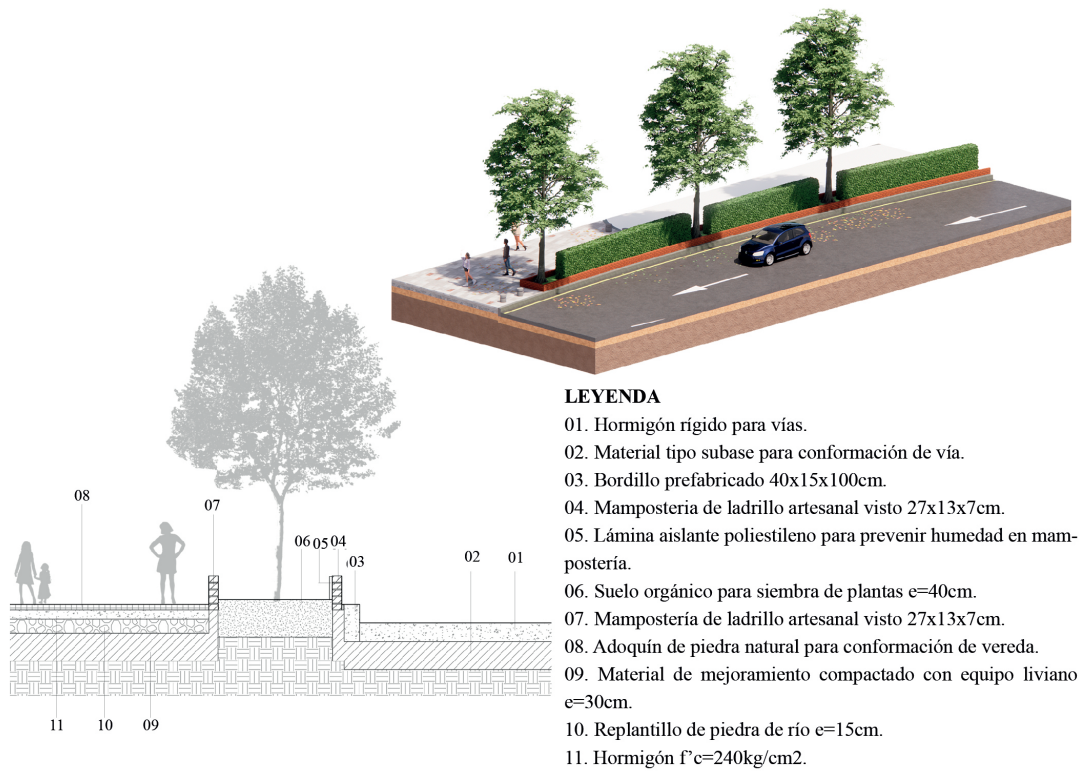 LEYENDA
01. Hormigón rígido para vías.
02. Material tipo subase para conformación de vía.
03. Bordillo prefabricado 40x15x100cm.
04. Mamposteria de ladrillo artesanal visto 27x13x7cm.
05. Lámina aislante poliestileno para prevenir humedad en mam-
postería.
06. Suelo orgánico para siembra de plantas e=40cm.
07. Mampostería de ladrillo artesanal visto 27x13x7cm.
08. Adoquín de piedra natural para conformación de vereda.
09. Material de mejoramiento compactado con equipo liviano
e=30cm.
10. Replantillo de piedra de río e=15cm.
11. Hormigón f’c=240kg/cm2.
08
07
06
05
04
03
02
01
11
10
09